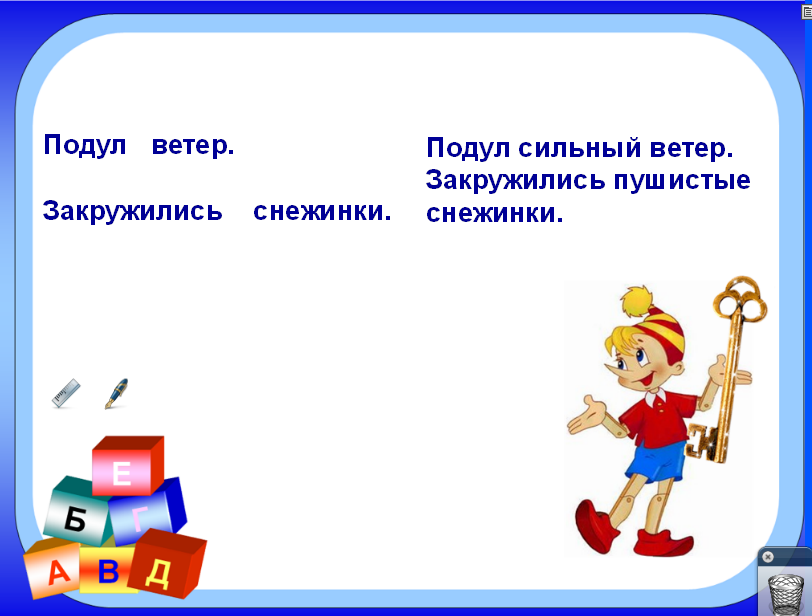 Подул ветер.
Закружились снежинки.
Подул сильный ветер.
Закружились пушистые
снежинки.
Е
Б Г
А В Д